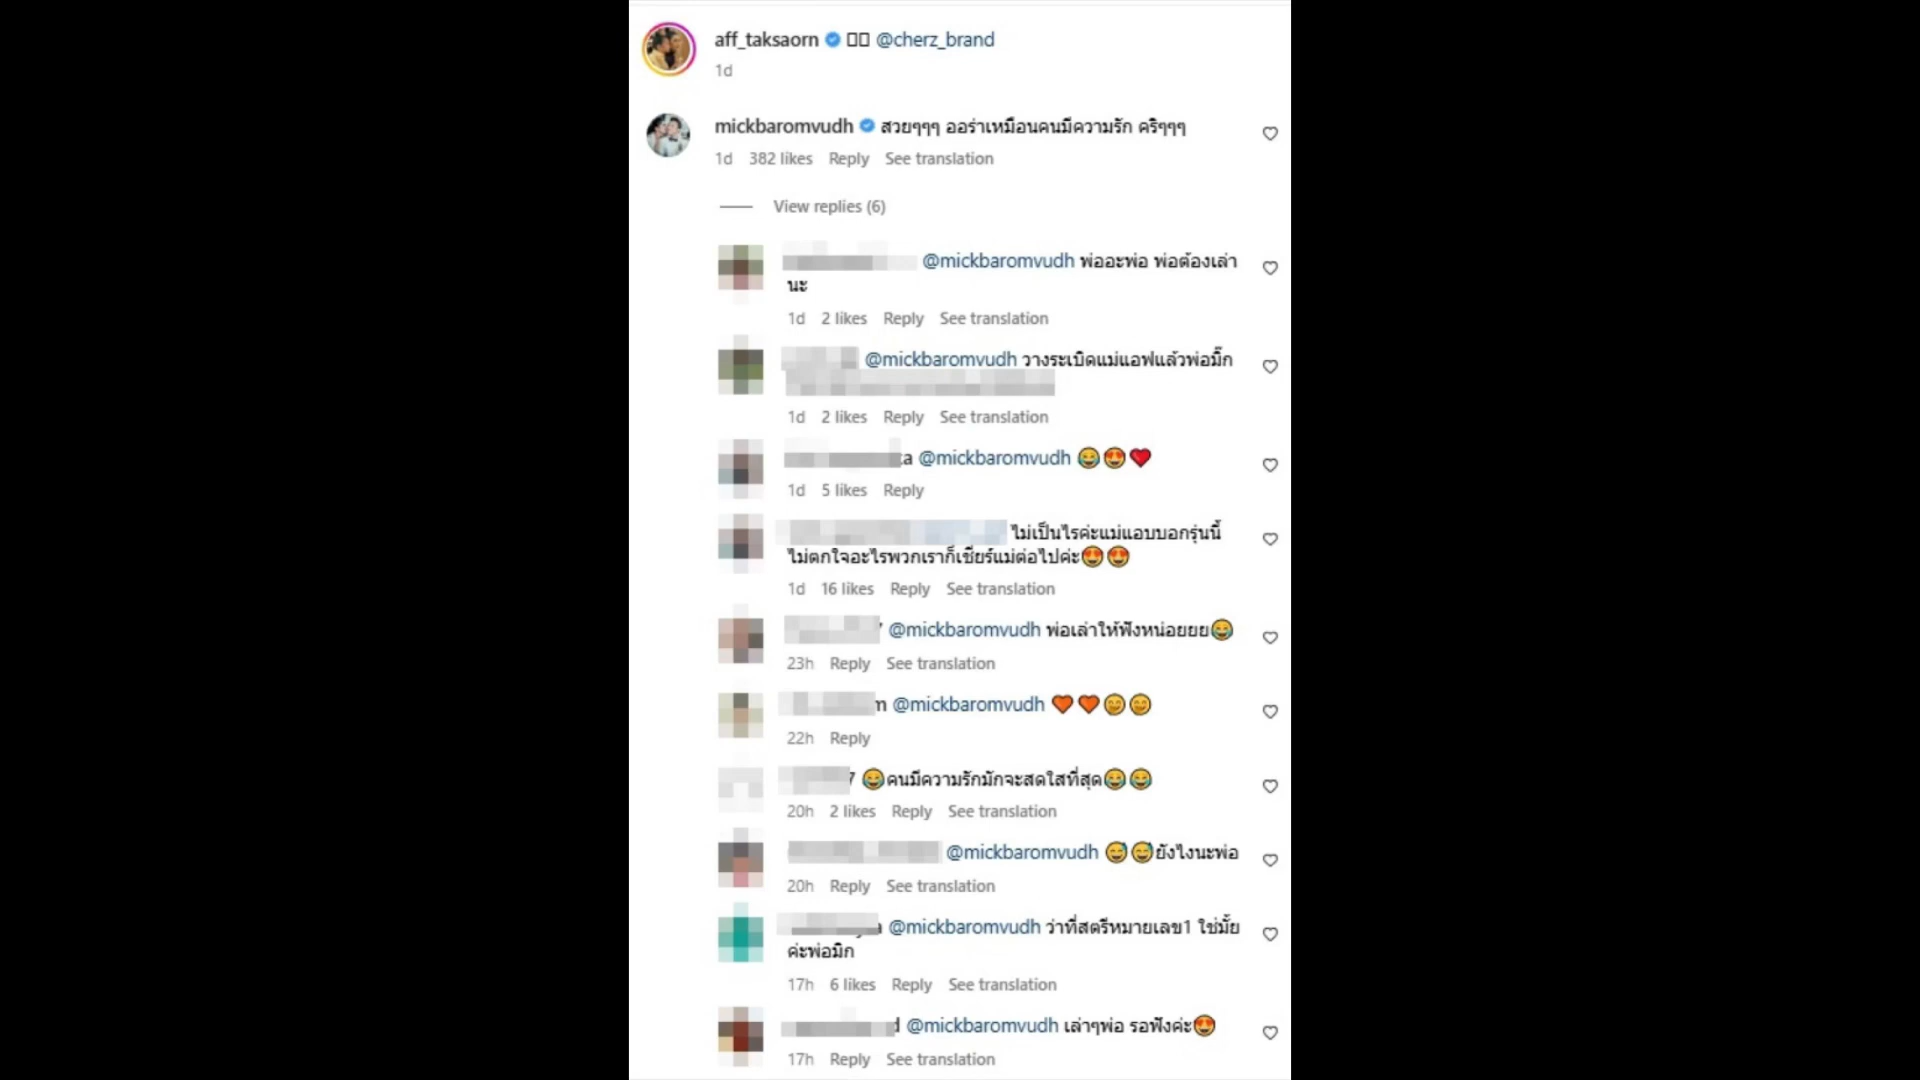 aff_taksaorn @cherz_brand
1d
mickbaromvudh สวยๆๆๆ ออร่าเหมือนคนมีความรัก คริๆๆๆ
1d 382 likes Reply See translation
View replies (6)
@mickbaromvudh พ่ออะพ่อ พ่อต้องเล่า
นะ
1d 2 likes Reply See translation
@mickbaromvudh วางระเบิดแม่แอฟแล้วพ่อมิ๊ก
1d 2 likes Reply See translation
a @mickbaromvudh 😂😍❤️
1d 5 likes Reply
ไม่เป็นไรค่ะแม่แอบบอกรุ่นนี้
ไม่ตกใจอะไรพวกเราก็เชียร์แม่ต่อไปค่ะ😍😍
1d 16 likes Reply See translation
@mickbaromvudh พ่อเล่าให้ฟังหน่อยยย😂
23h Reply See translation
m @mickbaromvudh 🧡🧡😊😊
22h Reply
7 😂คนมีความรักมักจะสดใสที่สุด😂😂
20h 2 likes Reply See translation
@mickbaromvudh 😅😅ยังไงนะพ่อ
20h Reply See translation
@mickbaromvudh ว่าที่สตรีหมายเลข1 ใช่มั้ย
ค่ะพ่อมิก
17h 6 likes Reply See translation
d @mickbaromvudh เล่าๆพ่อ รอฟังค่ะ😍
17h Reply See translation